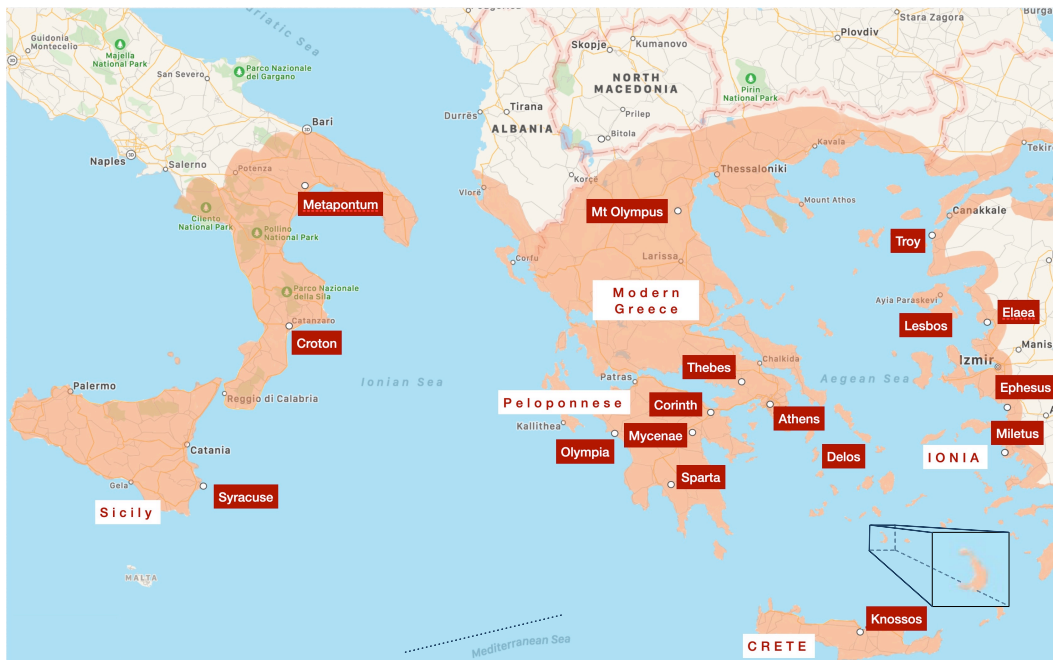 Adriatic Sea
Stara Zagora
Guidonia
Montecelio
Majella
National Park
San Severo
Parco Nazionale
del Gargano
Skopje
Kumanovo
Plovdiv
NORTH
MACEDONIA
Pirin
National Park
Bari
Durrës
Tirana
ALBANIA
Prilep
Bitola
Naples
Salerno
Potenza
Korçë
Vlorë
Thessaloniki
Kavala
Metapontum
Cilento
National Park
Pollino
National Park
Mt Olympus
Mount Athos
Canakkale
Troy
Corfu
Larissa
Parco Nazionale
della Sila
Modern
Greece
Ayia Paraskevi
Lesbos
Elaea
Catanzaro
Croton
Manis
Izmir
Thebes
Chalkida
Palermo
Ionian Sea
Patras
Aegean Sea
Ephesus
Reggio di Calabria
Peloponnese
Corinth
Athens
Kallithea
Mycenae
Miletus
Catania
Olympia
Delos
IONIA
Gela
Syracuse
Sparta
Sicily
MALTA
Knossos
Mediterranean Sea
CRETE